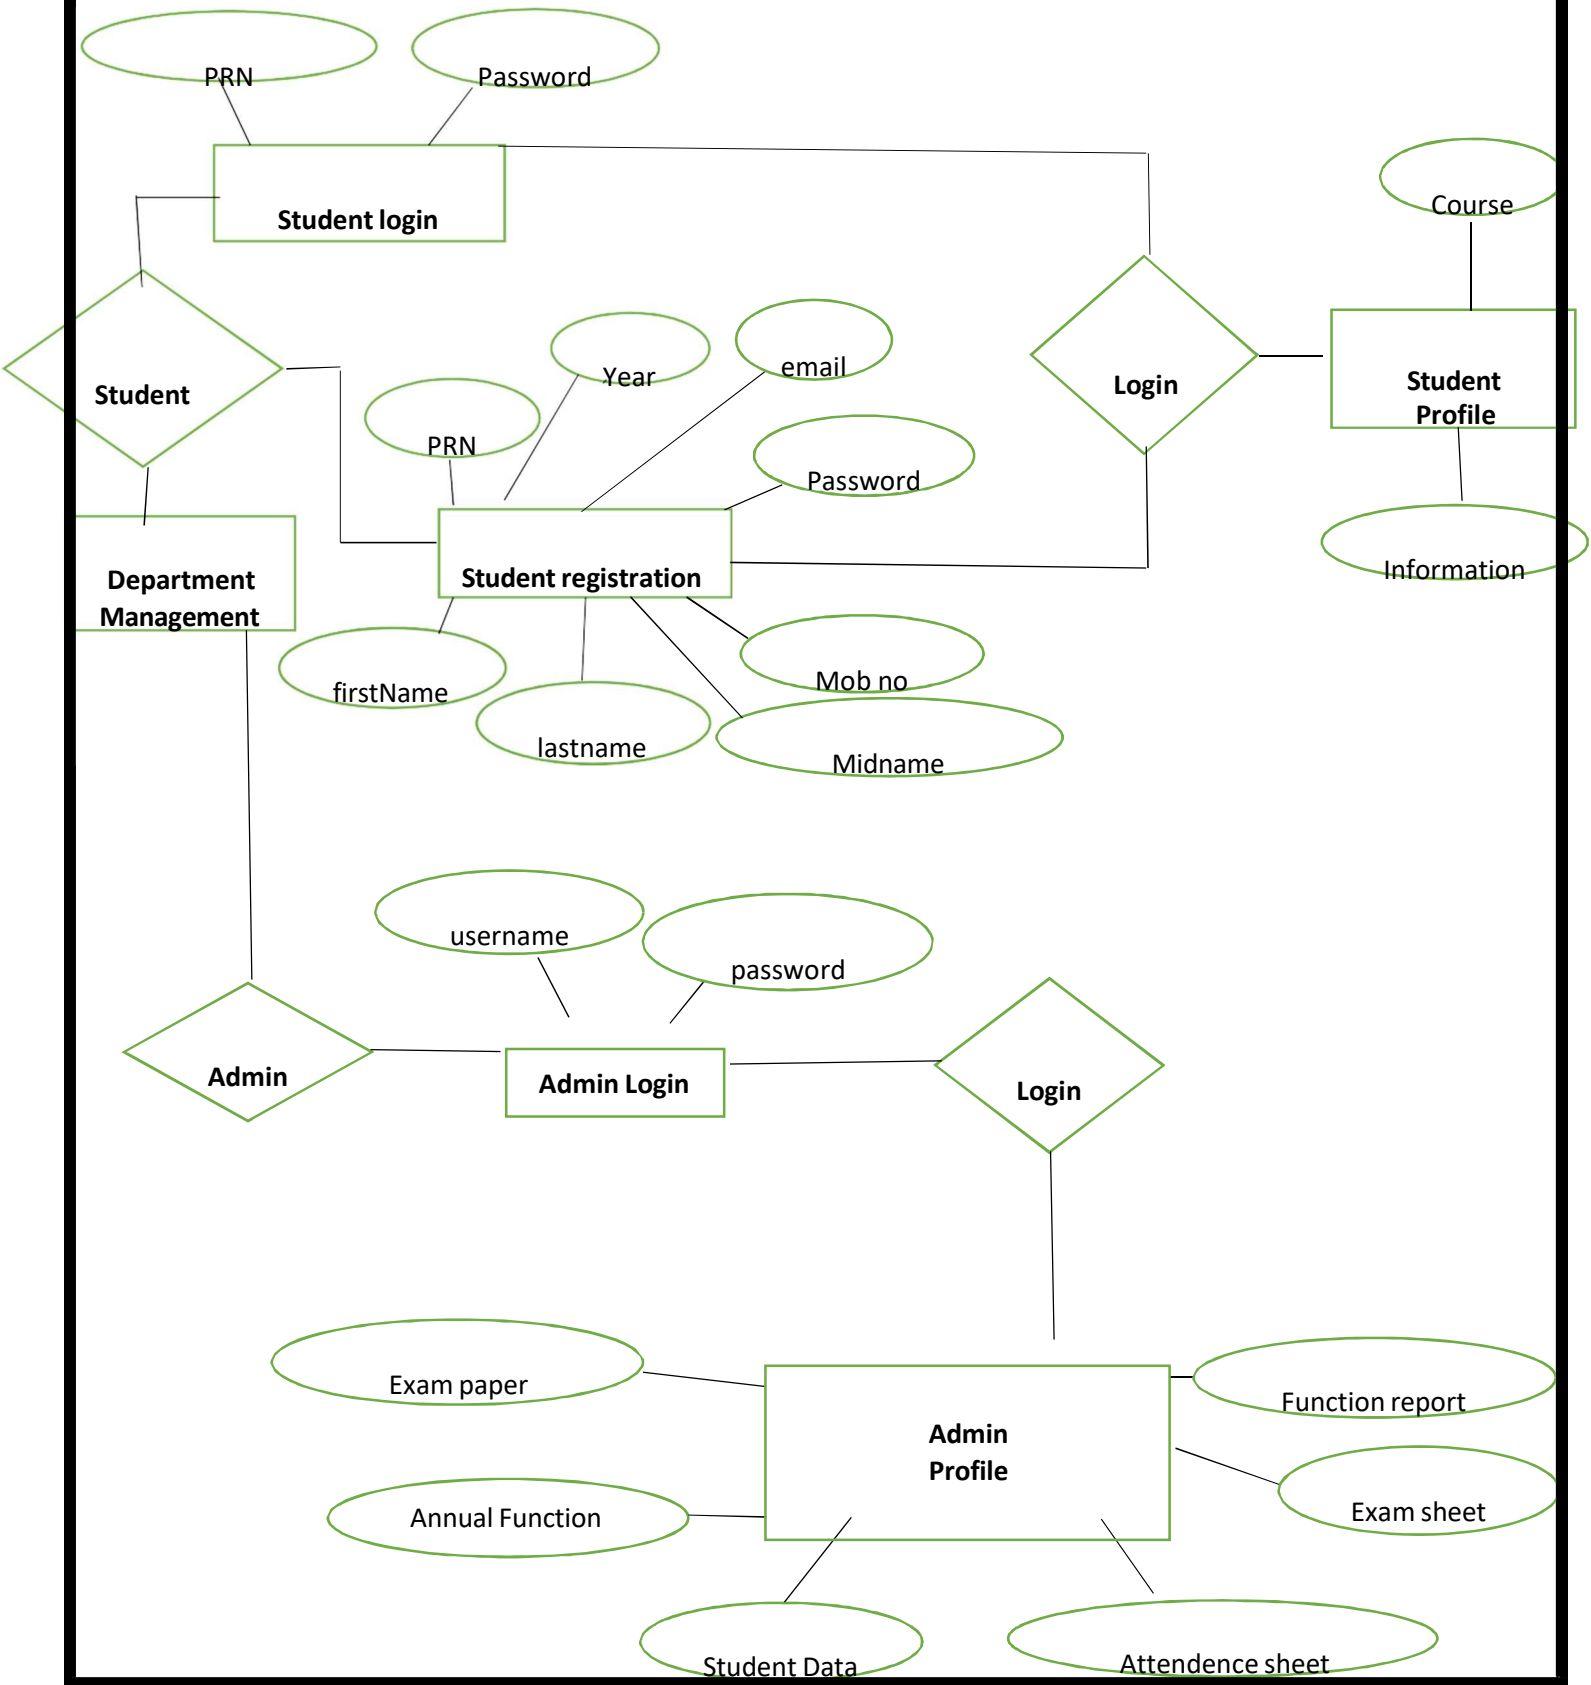 PRN
Password
Student login
Course
Student
Year
email
Login
Student
Profile
PRN
Password
Department
Management
Student registration
Information
firstName
lastname
Mob no
Midname
username
password
Admin
Admin Login
Login
Exam paper
Function report
Admin
Profile
Annual Function
Exam sheet
Student Data
Attendence sheet